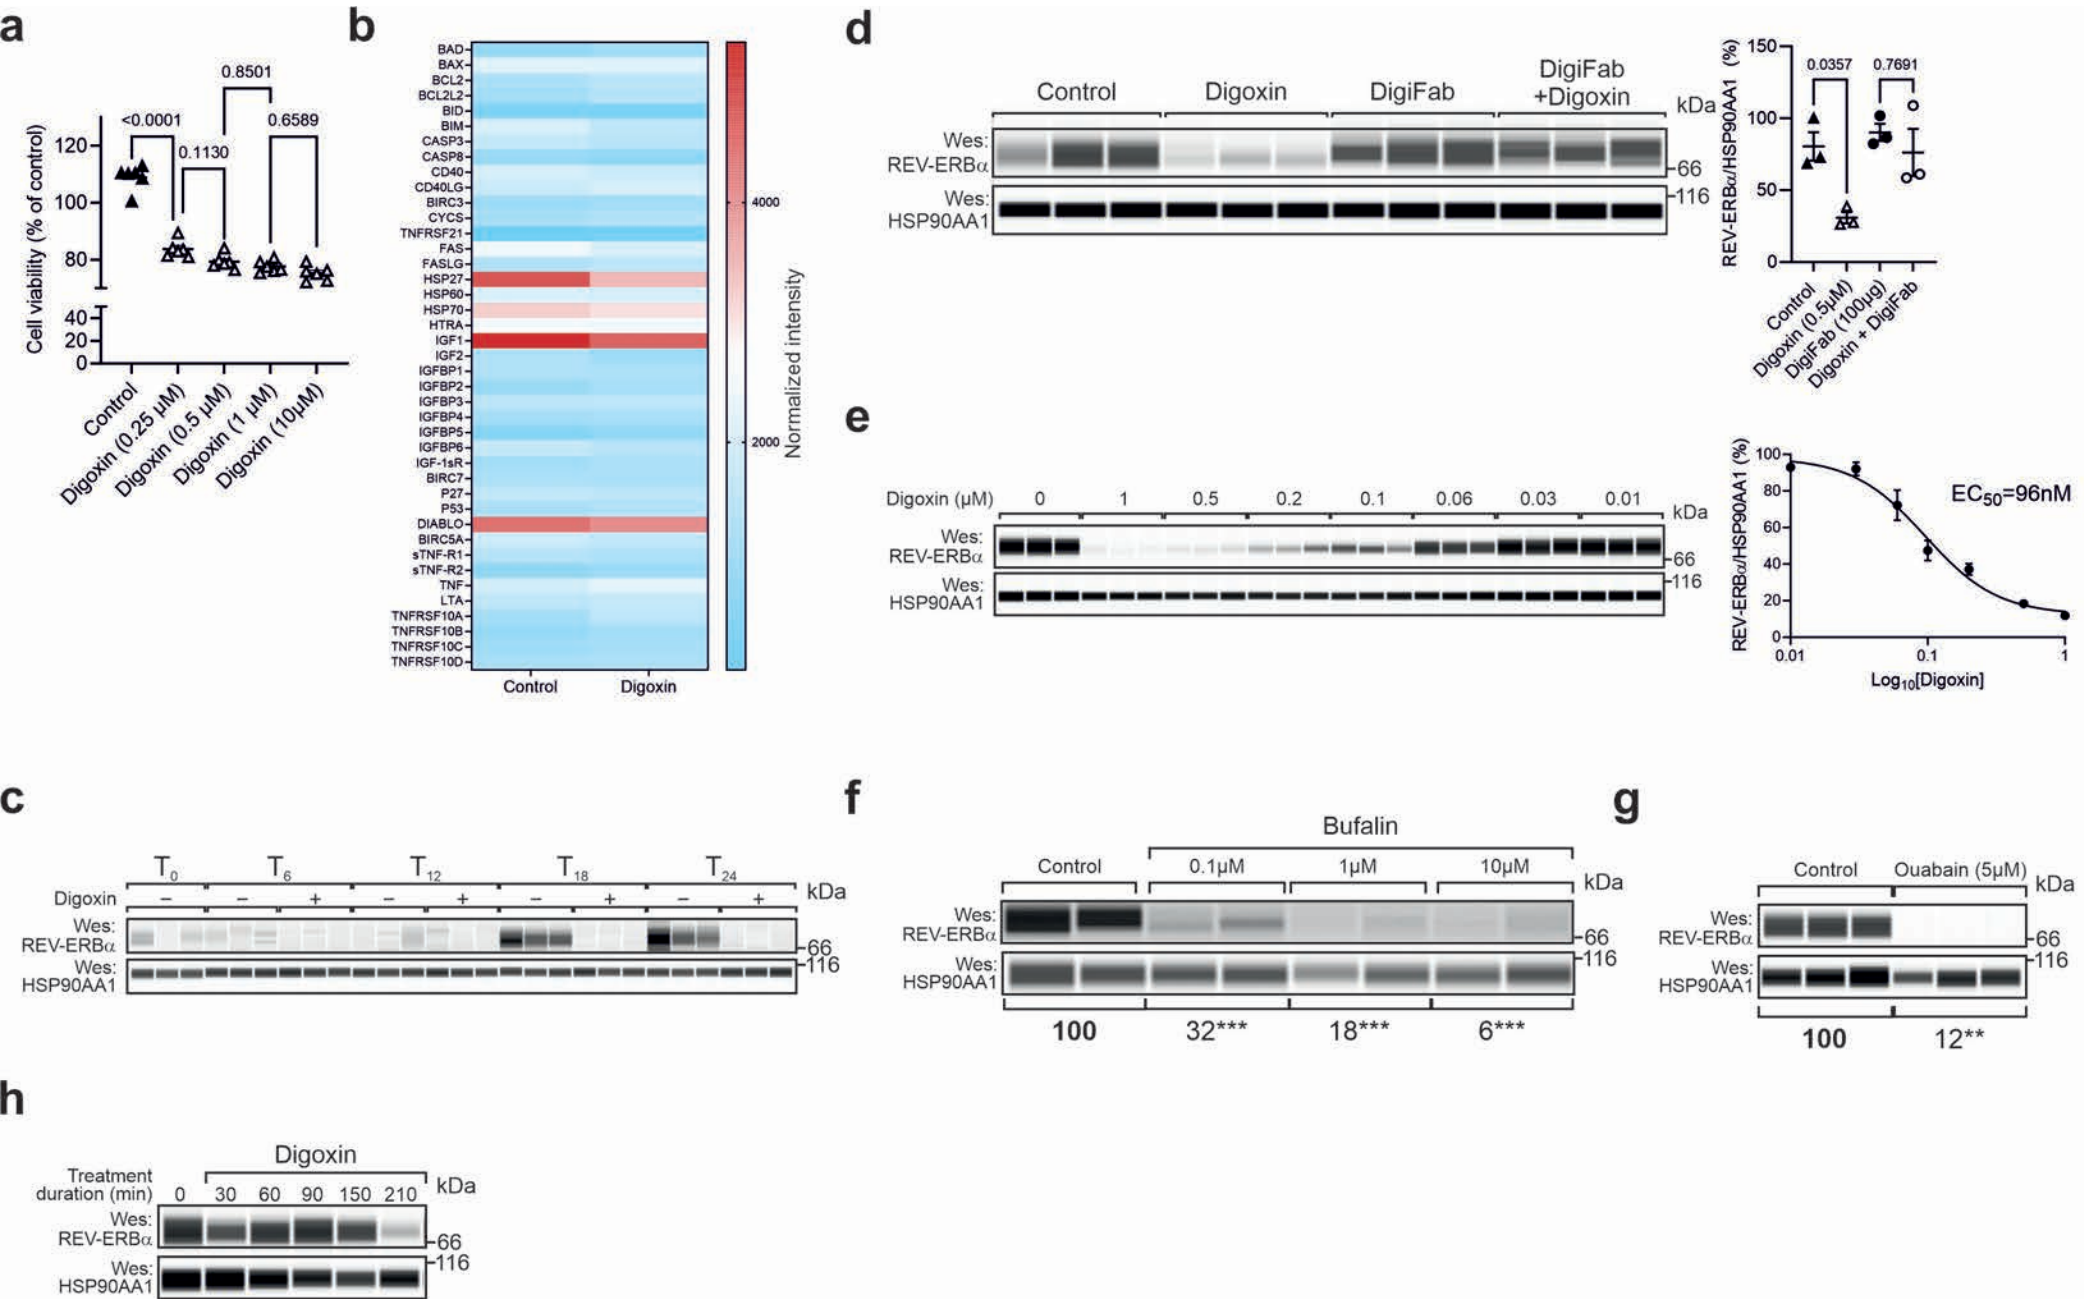 a
Cell viability (% of control)
120
100
80
40
20
0
<0.0001
0.1130
0.8501
0.6589
Control
Digoxin (0.25 µM)
Digoxin (0.5 µM)
Digoxin (1 µM)
Digoxin (10µM)
b
BAD
BAX
BCL2
BCL2L2
BID
BIM
CASP3
CASP8
CD40
CD40LG
BIRC3
CYCS
TNFRSF21
FAS
FASLG
HSP27
HSP60
HSP70
HTRA
IGF1
IGF2
IGFBP1
IGFBP2
IGFBP3
IGFBP4
IGFBP5
IGFBP6
IGF-1sR
BIRC7
P27
P53
DIABLO
BIRC5A
sTNF-R1
sTNF-R2
TNF
LTA
TNFRSF10A
TNFRSF10B
TNFRSF10C
TNFRSF10D
Control Digoxin
4000
2000
Normalized intensity
c
T0 T6 T12 T18 T24
kDa
Digoxin − − + − + − + − +
Wes:
REV-ERBα
66
Wes:
HSP90AA1
116
d
Control Digoxin DigiFab DigiFab
+Digoxin
kDa
Wes:
REV-ERBα
66
Wes:
HSP90AA1
116
REV-ERBα/HSP90AA1 (%)
150
100
50
0
0.0357
0.7691
Control
Digoxin (0.5µM)
DigiFab (100µg)
Digoxin + DigiFab
e
Digoxin (µM) 0 1 0.5 0.2 0.1 0.06 0.03 0.01
kDa
Wes:
REV-ERBα
66
Wes:
HSP90AA1
116
REV-ERBα/HSP90AA1 (%)
100
80
60
40
20
0
EC50=96nM
0.01 0.1 1
Log10[Digoxin]
f
Bufalin
Control 0.1µM 1µM 10µM
kDa
Wes:
REV-ERBα
66
Wes:
HSP90AA1
116
100 32*** 18*** 6***
g
Control Ouabain (5µM)
kDa
Wes:
REV-ERBα
66
Wes:
HSP90AA1
116
100 12**
h
Digoxin
Treatment
duration (min) 0 30 60 90 150 210
kDa
Wes:
REV-ERBα
66
Wes:
HSP90AA1
116